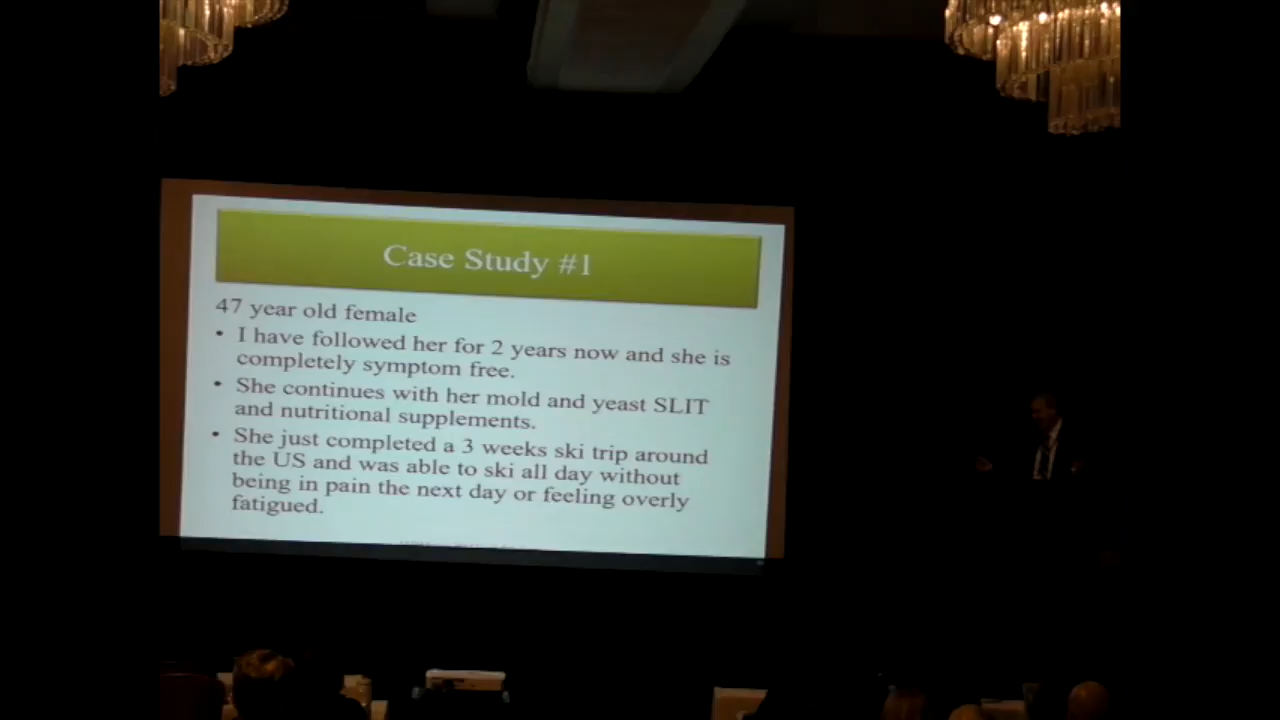 Case Study #1
47 year old female
• I have followed her for 2 years now and she is
completely symptom free.
• She continues with her mold and yeast SLIT
and nutritional supplements.
• She just completed a 3 weeks ski trip around
the US and was able to ski all day without
being in pain the next day or feeling overly
fatigued.